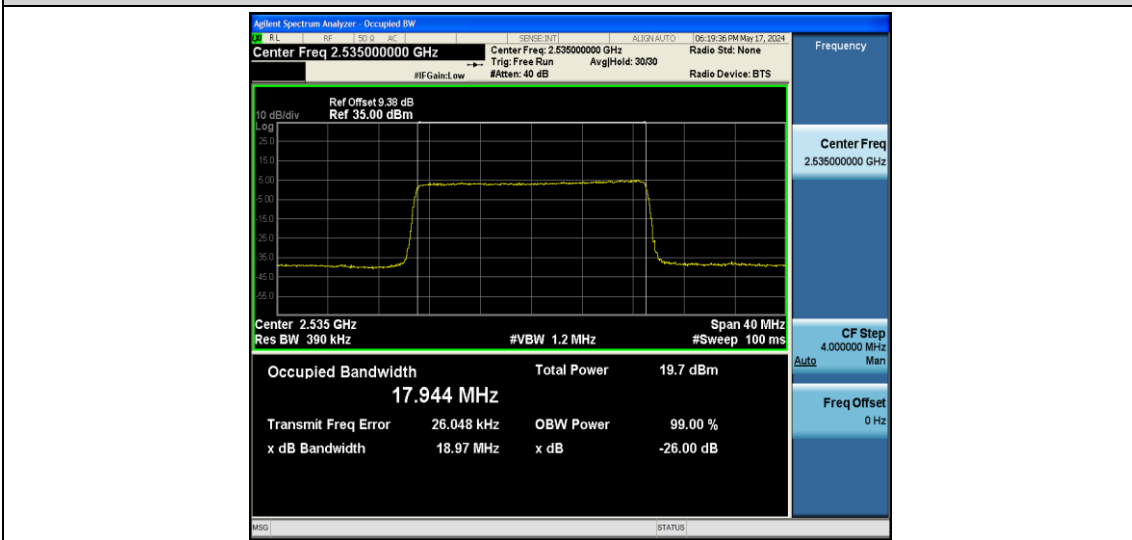 Agilent Spectrum Analyzer - Occupied BW
RL RF 50 Ω AC SENSE:INT ALIGN AUTO 06:19:36 PM May 17, 2024
Center Freq 2.535000000 GHz
Center Freq: 2.535000000 GHz
Radio Std: None
Trig: Free Run Avg|Hold: 30/30
#IFGain:Low
#Atten: 40 dB
Radio Device: BTS
Frequency
Ref Offset 9.38 dB
10 dB/div Ref 35.00 dBm
Log
25.0
15.0
5.00
-5.00
-15.0
-25.0
-35.0
-45.0
-55.0
Center 2.535 GHz
Span 40 MHz
Res BW 390 kHz
#VBW 1.2 MHz
#Sweep 100 ms
Occupied Bandwidth
17.944 MHz
Total Power 19.7 dBm
Transmit Freq Error 26.048 kHz
OBW Power 99.00 %
x dB Bandwidth 18.97 MHz
x dB -26.00 dB
Center Freq
2.535000000 GHz
CF Step
4.000000 MHz
Auto Man
Freq Offset
0 Hz
MSG
STATUS